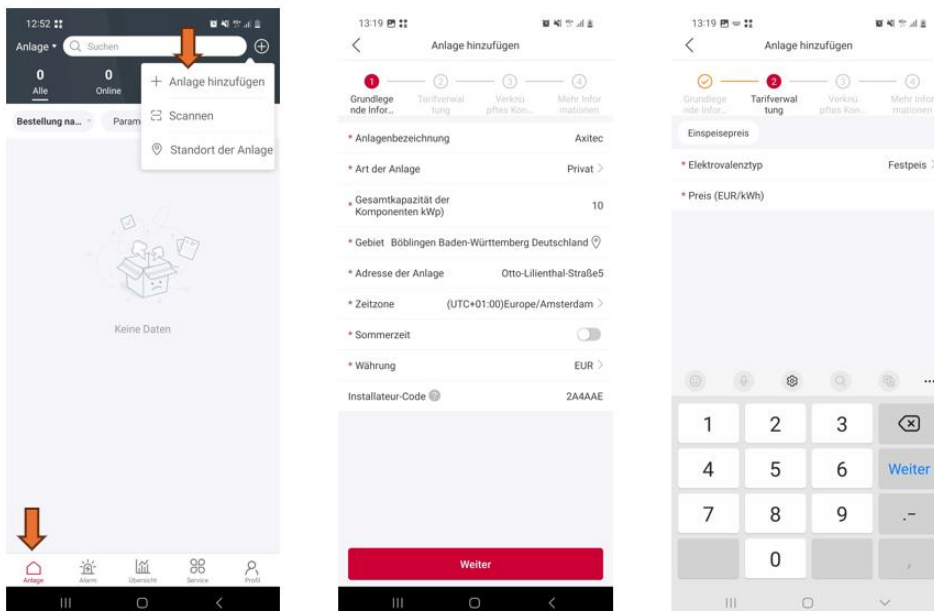 12:52
Anlage
Suchen
0
Alle
0
Online
Anlage hinzufügen
Scannen
Standort der Anlage
Bestellung na...
Param
Keine Daten
Anlage
Alarm
Übersicht
Service
Profil
13:19
Anlage hinzufügen
1
2
3
4
Grundlege
nde Infor...
Tarifverwal
tung
Verknü
pftes Kon...
Mehr Infor
mationen
* Anlagenbezeichnung Axitec
* Art der Anlage Privat
* Gesamtkapazität der
Komponenten kWp) 10
* Gebiet Böblingen Baden-Württemberg Deutschland
* Adresse der Anlage Otto-Lilienthal-Straße5
* Zeitzone (UTC+01:00)Europe/Amsterdam
* Sommerzeit
* Währung EUR
Installateur-Code 2A4AAE
Weiter
13:19
Anlage hinzufügen
2
3
4
Grundlege
nde Infor...
Tarifverwal
tung
Verknü
pftes Kon...
Mehr Infor
mationen
Einspeisepreis
* Elektrovalenztyp Festpeis
* Preis (EUR/kWh)
1 2 3
4 5 6 Weiter
7 8 9 .-
0 ,